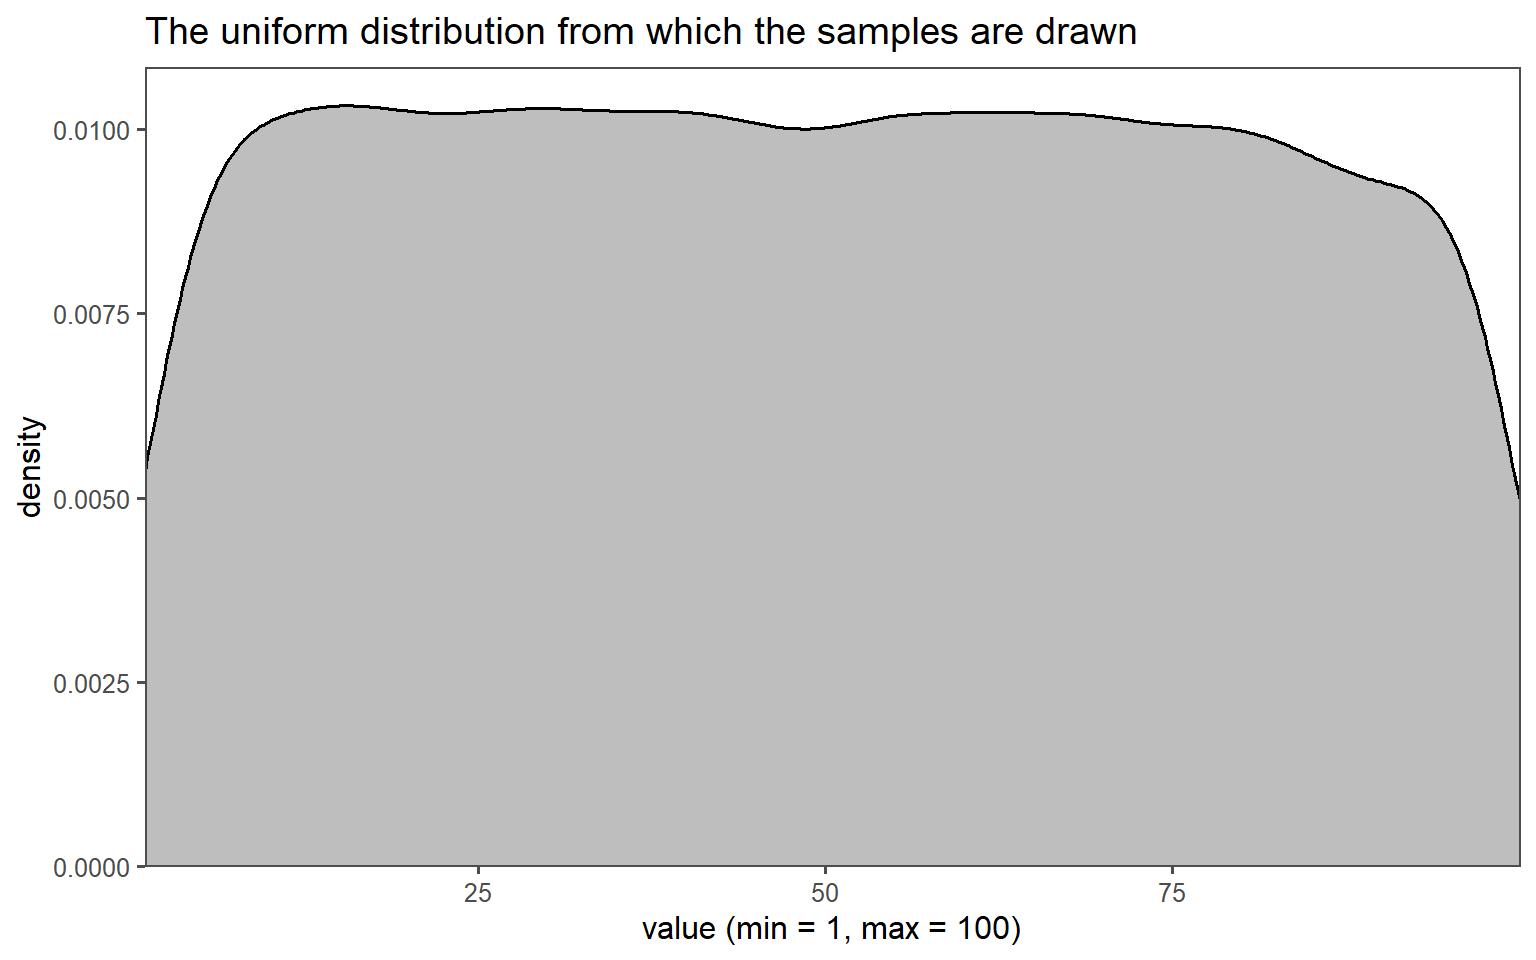 The uniform distribution from which the samples are drawn
0.0100
0.0075
0.0050
0.0025
0.0000
density
25 50 75
value (min = 1, max = 100)